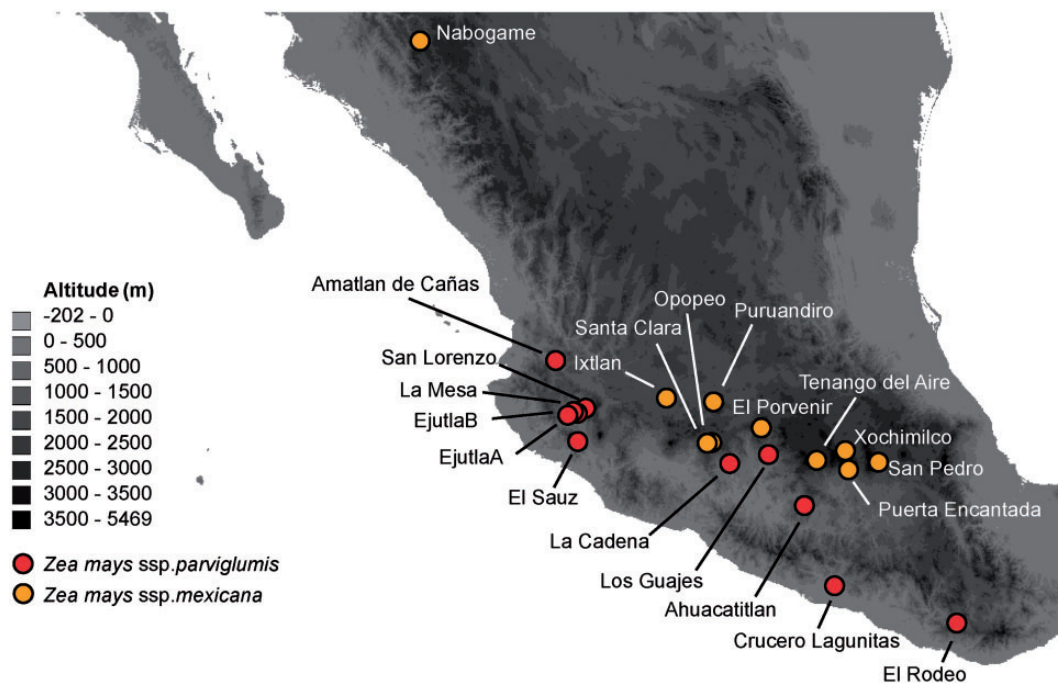 Nabogame
Amatlan de Cañas
Opopeo
Puruandiro
Santa Clara
San Lorenzo
Ixtlan
Tenango del Aire
La Mesa
El Porvenir
EjutlaB
Xochimilco
EjutlaA
San Pedro
El Sauz
Puerta Encantada
La Cadena
Los Guajes
Ahuacatitlan
Crucero Lagunitas
El Rodeo
Altitude (m)
-202 - 0
0 - 500
500 - 1000
1000 - 1500
1500 - 2000
2000 - 2500
2500 - 3000
3000 - 3500
3500 - 5469
Zea mays ssp.parviglumis
Zea mays ssp.mexicana